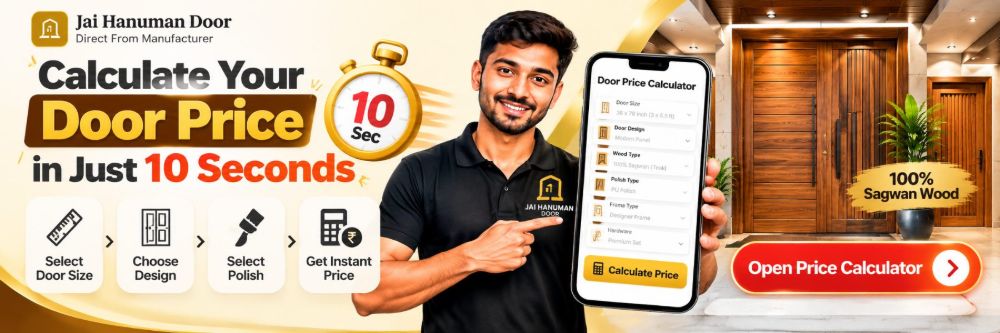 Jai Hanuman Door
Direct From Manufacturer
Calculate Your
Door Price
in Just 10 Seconds
10
Sec
Select
Door Size
Choose
Design
Select
Polish
₹
Get Instant
Price
JAI HANUMAN
DOOR
Door Price Calculator
Door Size
Door Design
Modern Panel
Wood Type
100% Sagwan (Teak)
Polish Type
PU Polish
Frame Type
Designer Frame
Hardware
Premium Set
Calculate Price
100%
Sagwan Wood
Open Price Calculator